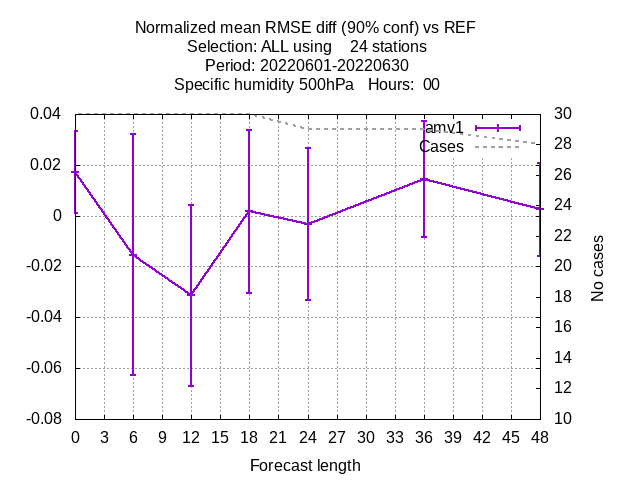 Normalized mean RMSE diff (90% conf) vs REF
Selection: ALL using 24 stations
Period: 20220601-20220630
Specific humidity 500hPa Hours: 00
0.04
0.02
0
-0.02
-0.04
-0.06
-0.08
amv1
Cases
30
28
26
24
22
20
18
16
14
12
10
No cases
0 3 6 9 12 15 18 21 24 27 30 33 36 39 42 45 48
Forecast length